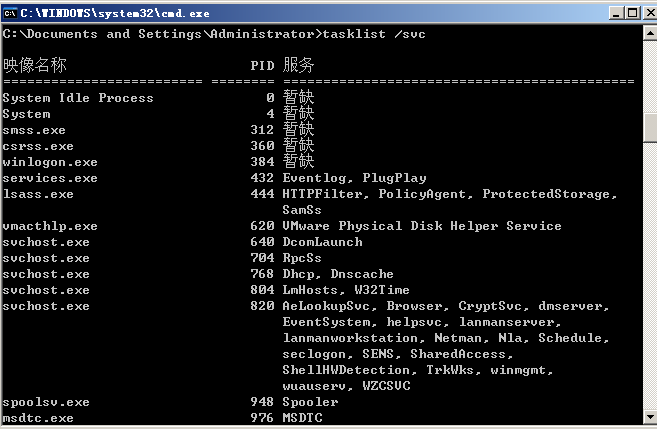 C:\WINDOWS\system32\cmd.exe
C:\Documents and Settings\Administrator>tasklist /svc
映像名称 PID 服务
========================= ======== ============================================
System Idle Process 0 暂缺
System 4 暂缺
smss.exe 312 暂缺
csrss.exe 360 暂缺
winlogon.exe 384 暂缺
services.exe 432 Eventlog, PlugPlay
lsass.exe 444 HTTPFilter, PolicyAgent, ProtectedStorage,
SamSs
vmacthlp.exe 620 VMware Physical Disk Helper Service
svchost.exe 640 DcomLaunch
svchost.exe 704 RpcSs
svchost.exe 768 Dhcp, Dnscache
svchost.exe 804 LmHosts, W32Time
svchost.exe 820 AeLookupSvc, Browser, CryptSvc, dmserver,
EventSystem, helpsvc, lanmanserver,
lanmanworkstation, Netman, Nla, Schedule,
seclogon, SENS, SharedAccess,
ShellHWDetection, TrkWks, winmgmt,
wuauserv, WZCSVC
spoolsv.exe 948 Spooler
msdtc.exe 976 MSDTC